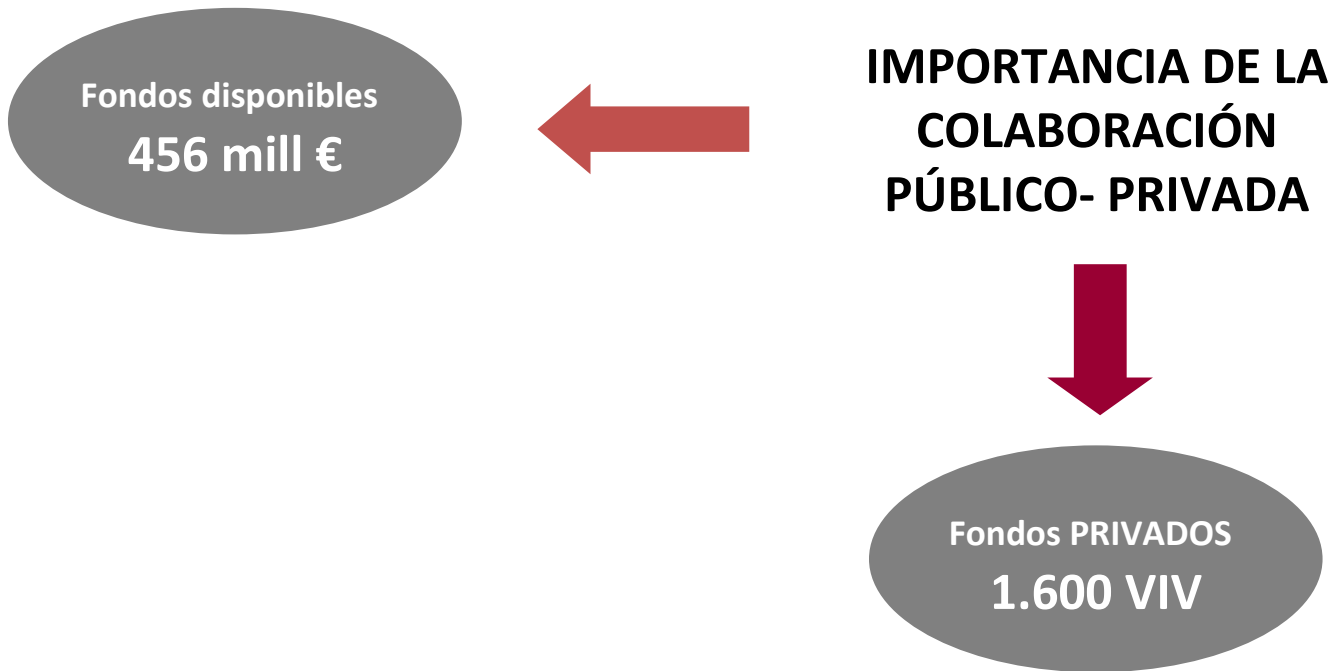 Fondos disponibles
456 mill €
IMPORTANCIA DE LA
COLABORACIÓN
PÚBLICO- PRIVADA
Fondos PRIVADOS
1.600 VIV